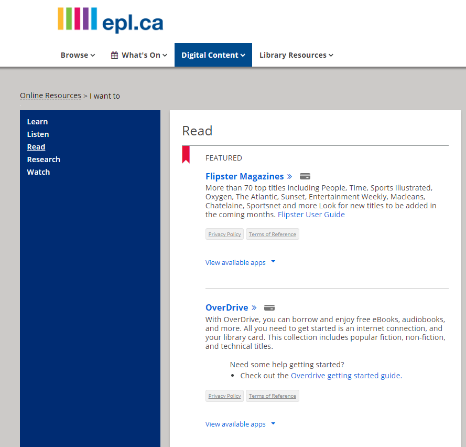 epl.ca
Browse What's On Digital Content Library Resources
Online Resources > I want to
Learn
Listen
Read
Research
Watch
Read
FEATURED
Flipster Magazines »
More than 70 top titles including People, Time, Sports Illustrated,
Oxygen, The Atlantic, Sunset, Entertainment Weekly, Macleans,
Chatelaine, Sportsnet and more Look for new titles to be added in
the coming months. Flipster User Guide
Privacy Policy Terms of Reference
View available apps
OverDrive »
With OverDrive, you can borrow and enjoy free eBooks, audiobooks,
and more. All you need to get started is an internet connection, and
your library card. This collection includes popular fiction, non-fiction,
and technical titles.
Need some help getting started?
• Check out the Overdrive getting started guide.
Privacy Policy Terms of Reference
View available apps